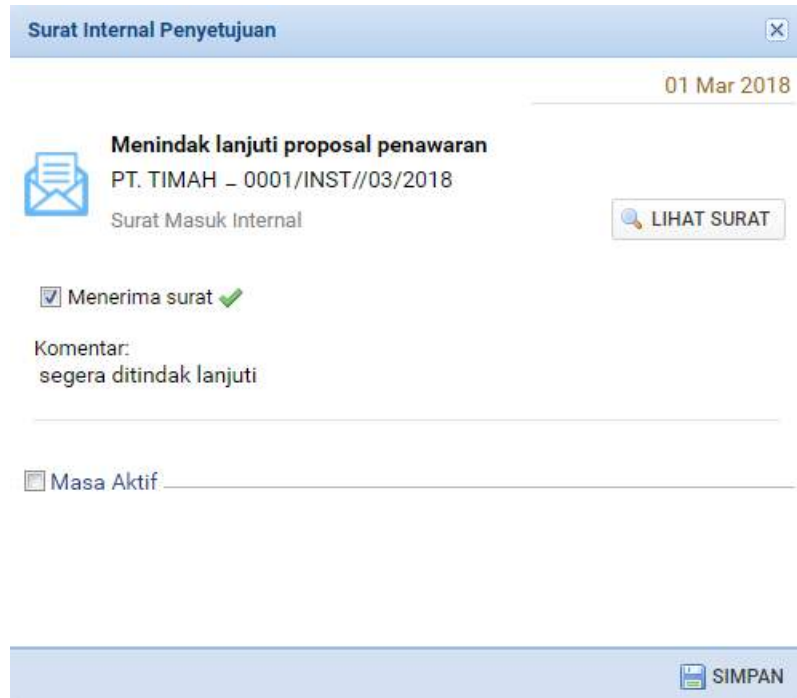 Surat Internal Penyetujuan
01 Mar 2018
Menindak lanjuti proposal penawaran
PT. TIMAH – 0001/INST//03/2018
Surat Masuk Internal
LIHAT SURAT
Menerima surat
Komentar:
segera ditindak lanjuti
Masa Aktif
SIMPAN